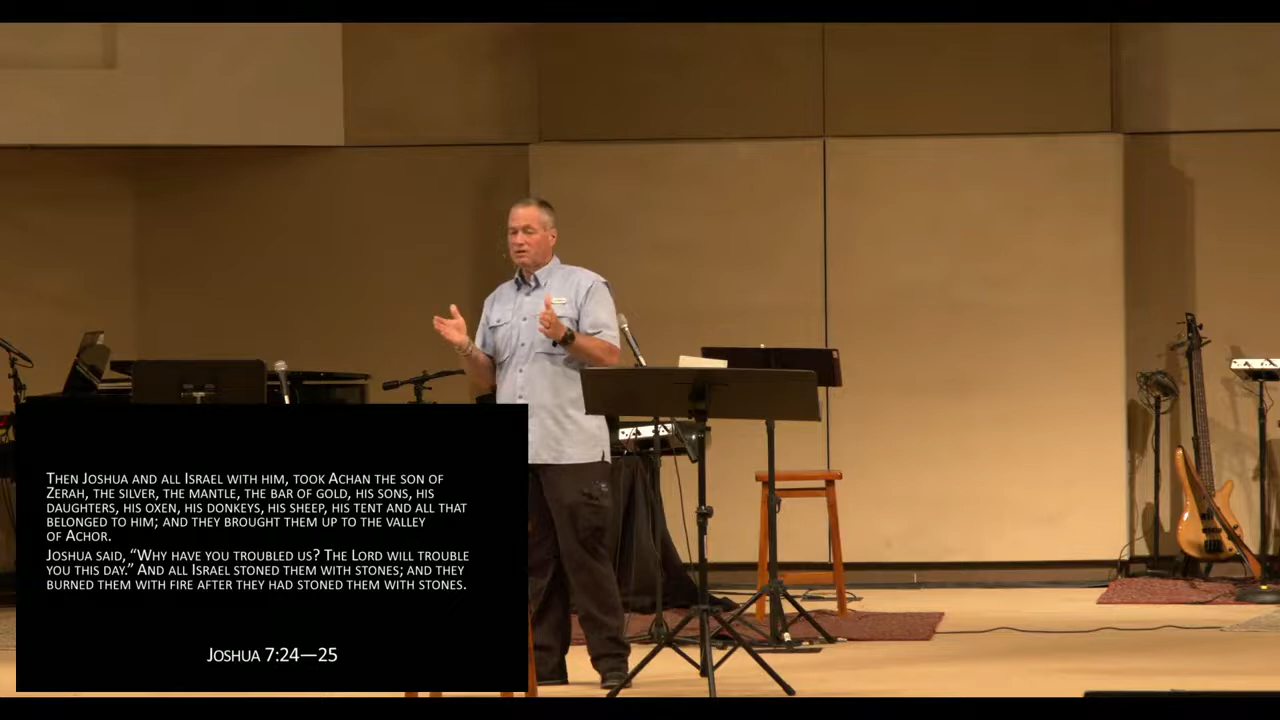 Then Joshua and all Israel with him, took Achan the son of
Zerah, the silver, the mantle, the bar of gold, his sons, his
daughters, his oxen, his donkeys, his sheep, his tent and all that
belonged to him; and they brought them up to the valley
of Achor.
Joshua said, “Why have you troubled us? The Lord will trouble
you this day.” And all Israel stoned them with stones; and they
burned them with fire after they had stoned them with stones.
Joshua 7:24—25